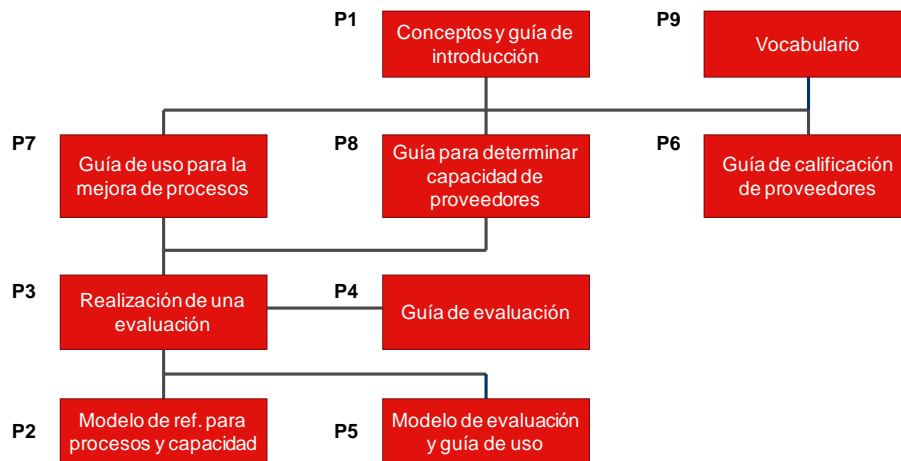 P1
Conceptos y guía de
introducción
P9
Vocabulario
P7
Guía de uso para la
mejora de procesos
P8
Guía para determinar
capacidad de
proveedores
P6
Guía de calificación
de proveedores
P3
Realización de una
evaluación
P4
Guía de evaluación
P2
Modelo de ref. para
procesos y capacidad
P5
Modelo de evaluación
y guía de uso